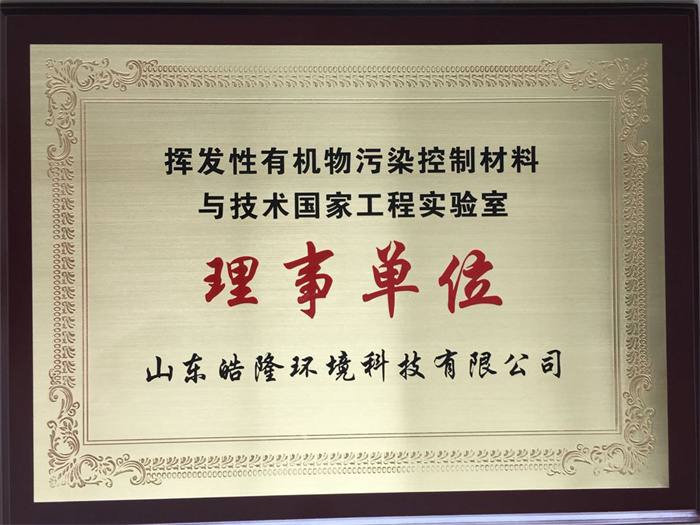 挥发性有机物污染控制材料
与技术国家工程实验室
理事单位
山东皓隆环境科技有限公司